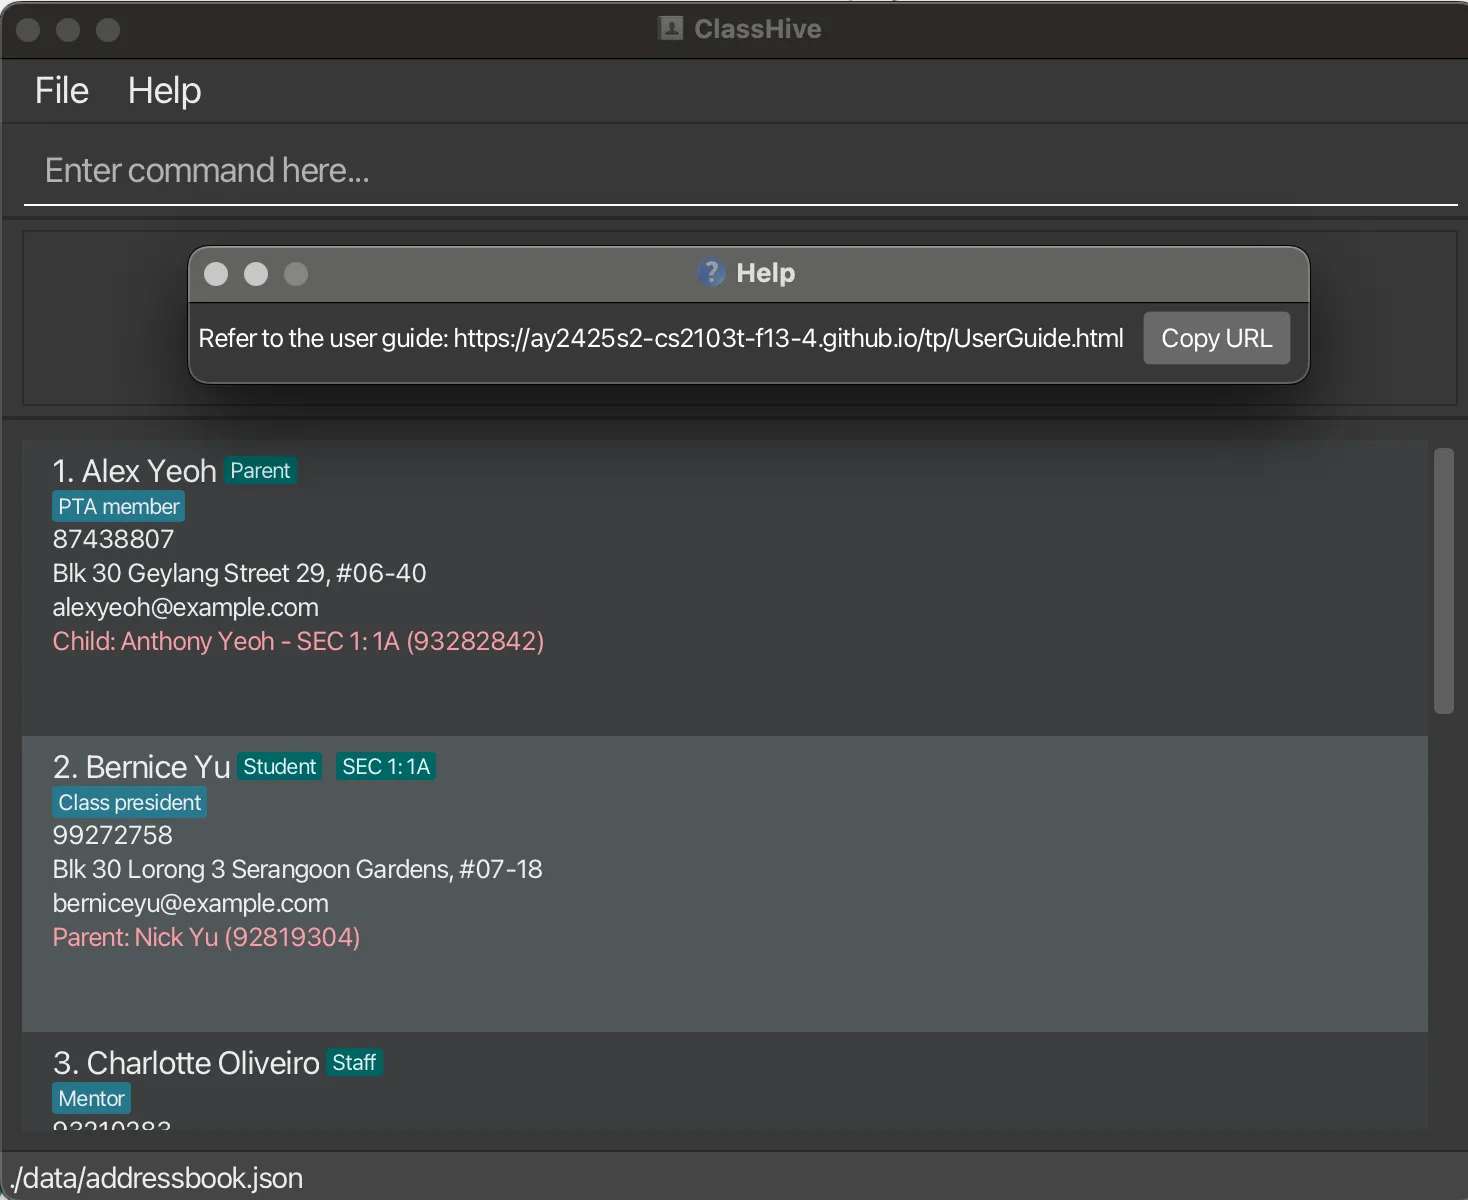 ClassHive
File Help
Enter command here...
? Help
Refer to the user guide: https://ay2425s2-cs2103t-f13-4.github.io/tp/UserGuide.html Copy URL
1. Alex Yeoh Parent
PTA member
87438807
Blk 30 Geylang Street 29, #06-40
alexyeoh@example.com
Child: Anthony Yeoh - SEC 1: 1A (93282842)
2. Bernice Yu Student SEC 1: 1A
Class president
99272758
Blk 30 Lorong 3 Serangoon Gardens, #07-18
berniceyu@example.com
Parent: Nick Yu (92819304)
3. Charlotte Oliveiro Staff
Mentor
93210283
./data/addressbook.json